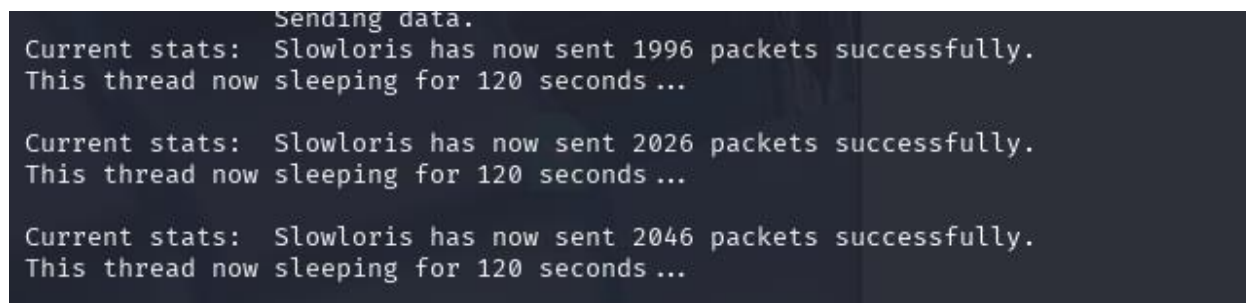 Sending data.
Current stats:  Slowloris has now sent 1996 packets successfully.
This thread now sleeping for 120 seconds...
Current stats:  Slowloris has now sent 2026 packets successfully.
This thread now sleeping for 120 seconds...
Current stats:  Slowloris has now sent 2046 packets successfully.
This thread now sleeping for 120 seconds...